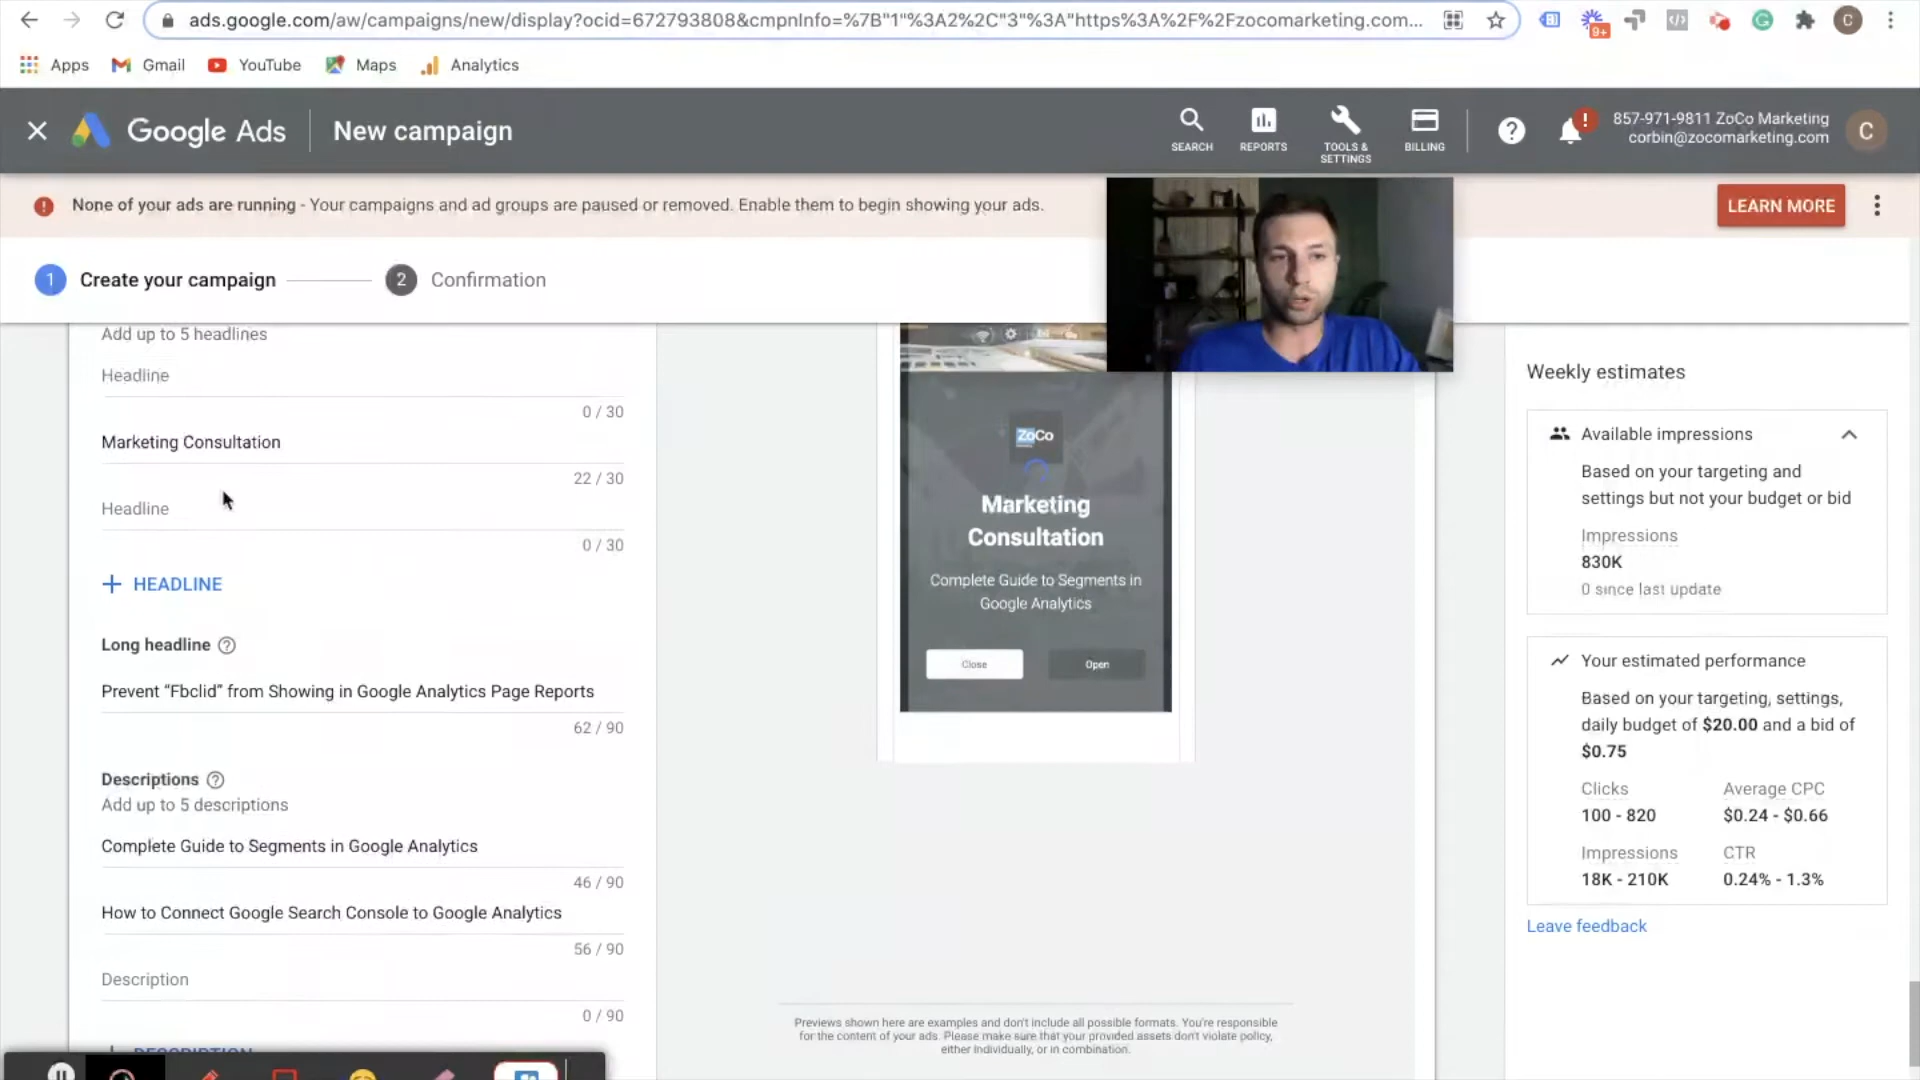 ads.google.com/aw/campaigns/new/display?ocid=672793808&cmpnInfo=%7B"1"%3A2%2C"3"%3A"https%3A%2F%2Fzocomarketing.com...
9+
C
Apps
Gmail
YouTube
Maps
Analytics
Google Ads
New campaign
SEARCH
REPORTS
TOOLS &
SETTINGS
BILLING
857-971-9811 ZoCo Marketing
corbin@zocomarketing.com
C
None of your ads are running - Your campaigns and ad groups are paused or removed. Enable them to begin showing your ads.
LEARN MORE
1 Create your campaign
2 Confirmation
Add up to 5 headlines
Headline
0 / 30
Marketing Consultation
22 / 30
Headline
0 / 30
+ HEADLINE
Long headline
Prevent “Fbclid” from Showing in Google Analytics Page Reports
62 / 90
Descriptions
Add up to 5 descriptions
Complete Guide to Segments in Google Analytics
46 / 90
How to Connect Google Search Console to Google Analytics
56 / 90
Description
0 / 90
+ DESCRIPTION
ZoCo
Marketing
Consultation
Complete Guide to Segments in
Google Analytics
Close
Open
Previews shown here are examples and don't include all possible formats. You're responsible
for the content of your ads. Please make sure that your provided assets don't violate policy,
either individually, or in combination.
Weekly estimates
Available impressions
Based on your targeting and
settings but not your budget or bid
Impressions
830K
0 since last update
Your estimated performance
Based on your targeting, settings,
daily budget of $20.00 and a bid of
$0.75
Clicks
Average CPC
100 - 820
$0.24 - $0.66
Impressions
CTR
18K - 210K
0.24% - 1.3%
Leave feedback